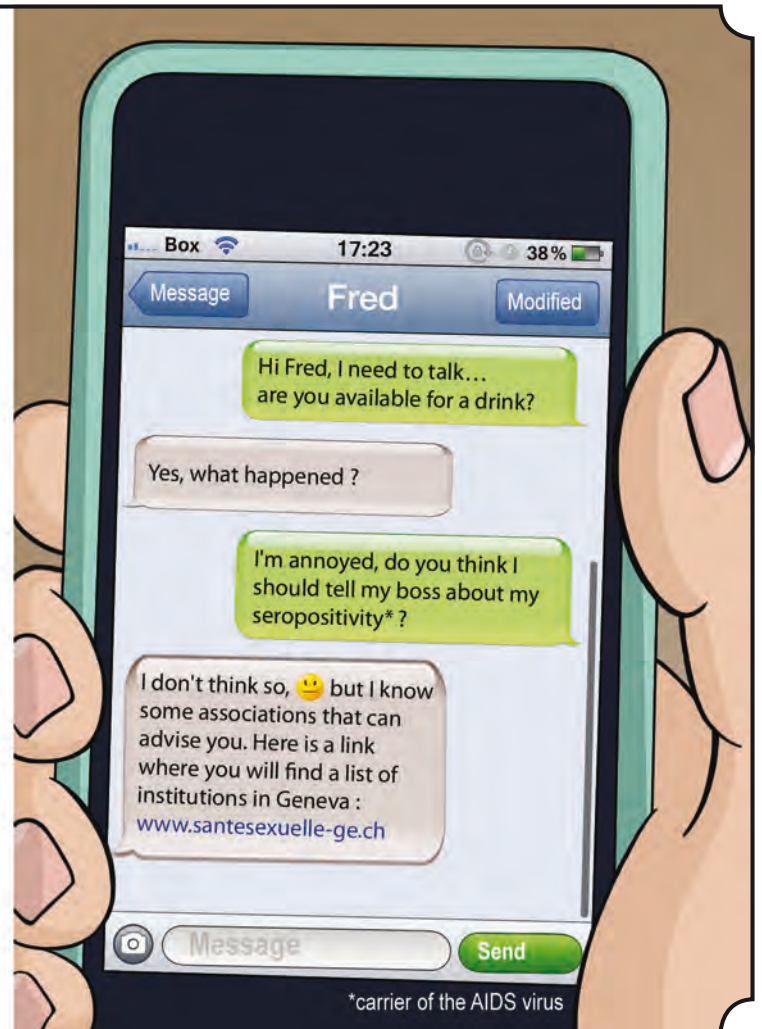 Box 17:23 38%
Message Fred Modified
Hi Fred, I need to talk…
are you available for a drink?
Yes, what happened ?
I'm annoyed, do you think I
should tell my boss about my
seropositivity* ?
I don't think so, 😐 but I know
some associations that can
advise you. Here is a link
where you will find a list of
institutions in Geneva :
www.santesexuelle-ge.ch
Message Send
*carrier of the AIDS virus